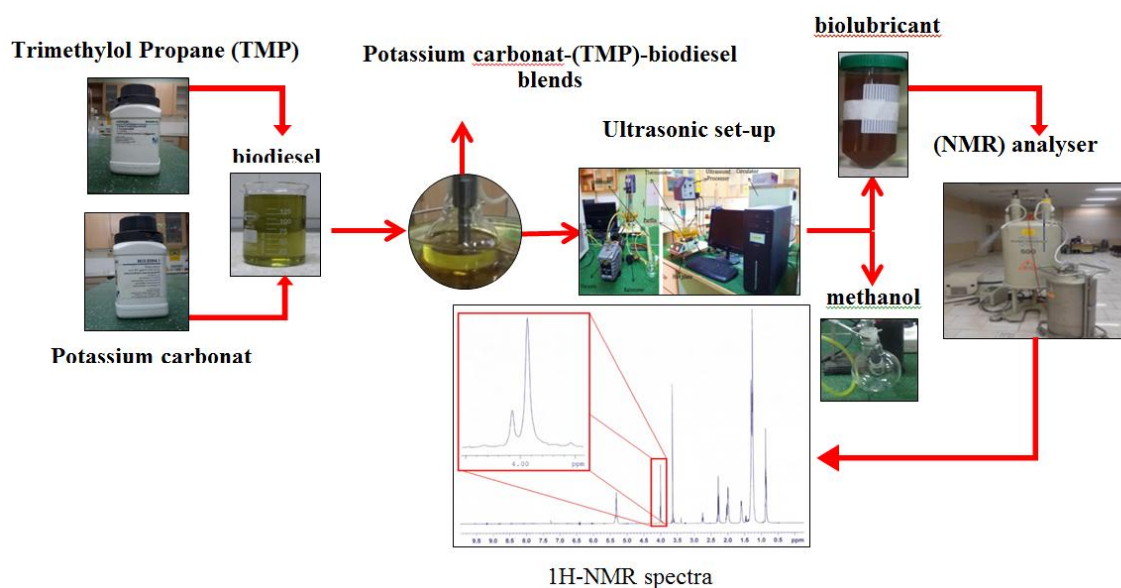 Trimethylol Propane (TMP)
Potassium carbonat-(TMP)-biodiesel
blends
biolubricant
Ultrasonic set-up
(NMR) analyser
biodiesel
methanol
Potassium carbonat
500
4.00 ppm
9.5 9.0 8.5 8.0 7.5 7.0 6.5 6.0 5.5 5.0 4.5 4.0 3.5 3.0 2.5 2.0 1.5 1.0 0.5 ppm
1H-NMR spectra